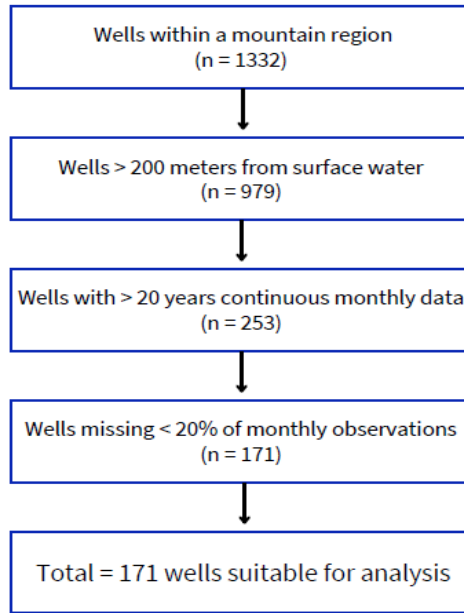 Wells within a mountain region
(n = 1332)
Wells > 200 meters from surface water
(n = 979)
Wells with > 20 years continuous monthly data
(n = 253)
Wells missing < 20% of monthly observations
(n = 171)
Total = 171 wells suitable for analysis